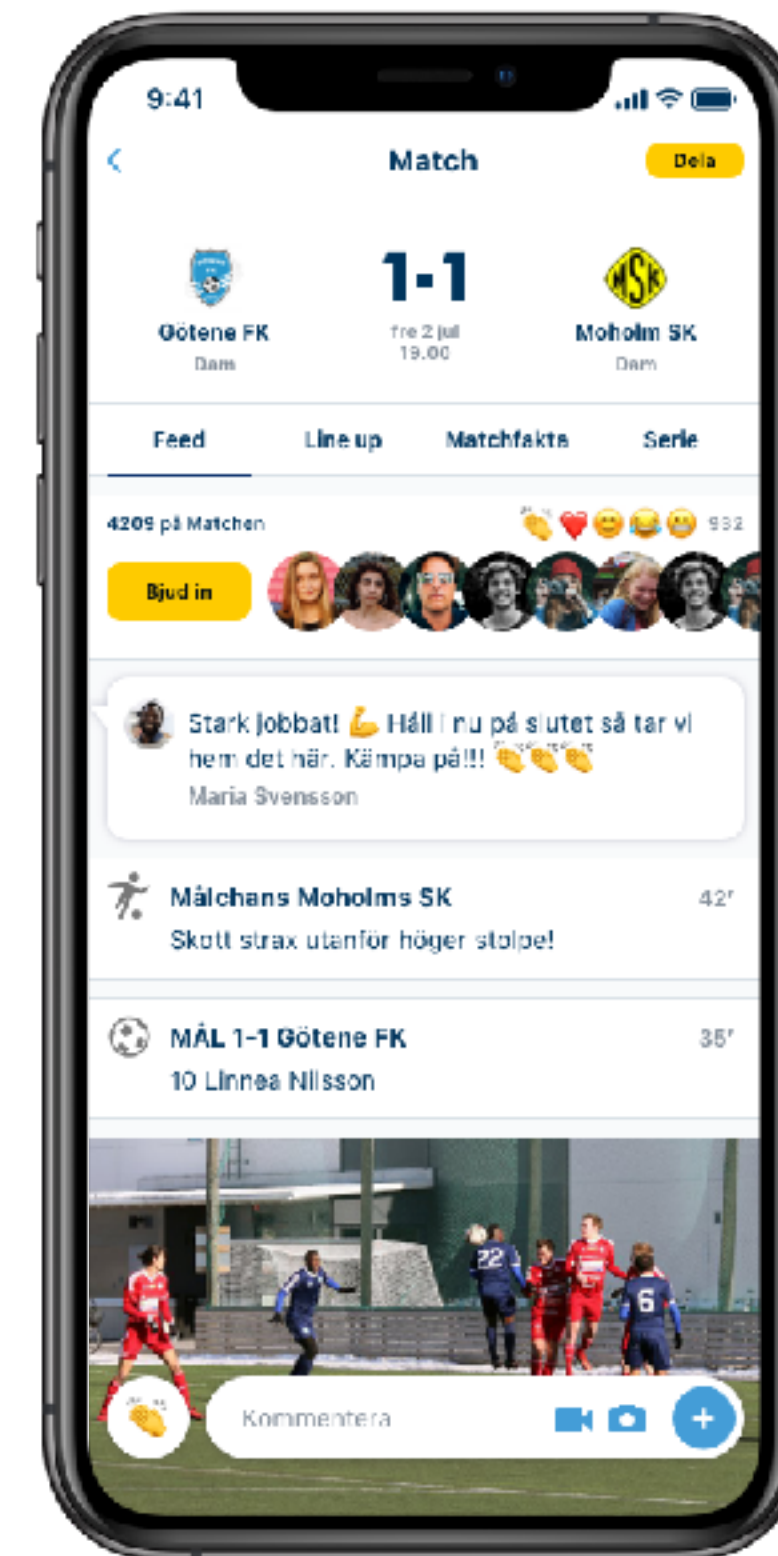 9:41
Match
Dela
1-1
MSK
Götene FK
fre 2 jul
Moholm SK
Dam
19.00
Dam
Feed
Line up
Matchfakta
Serie
4209 på Matchen
932
Bjud in
Stark jobbat! 💪 Håll i nu på slutet så tar vi
hem det här. Kämpa på!!! 👏👏👏
Maria Svensson
Målchans Moholms SK
42'
Skott strax utanför höger stolpe!
MÅL 1-1 Götene FK
35'
10 Linnea Nilsson
22
6
Kommentera